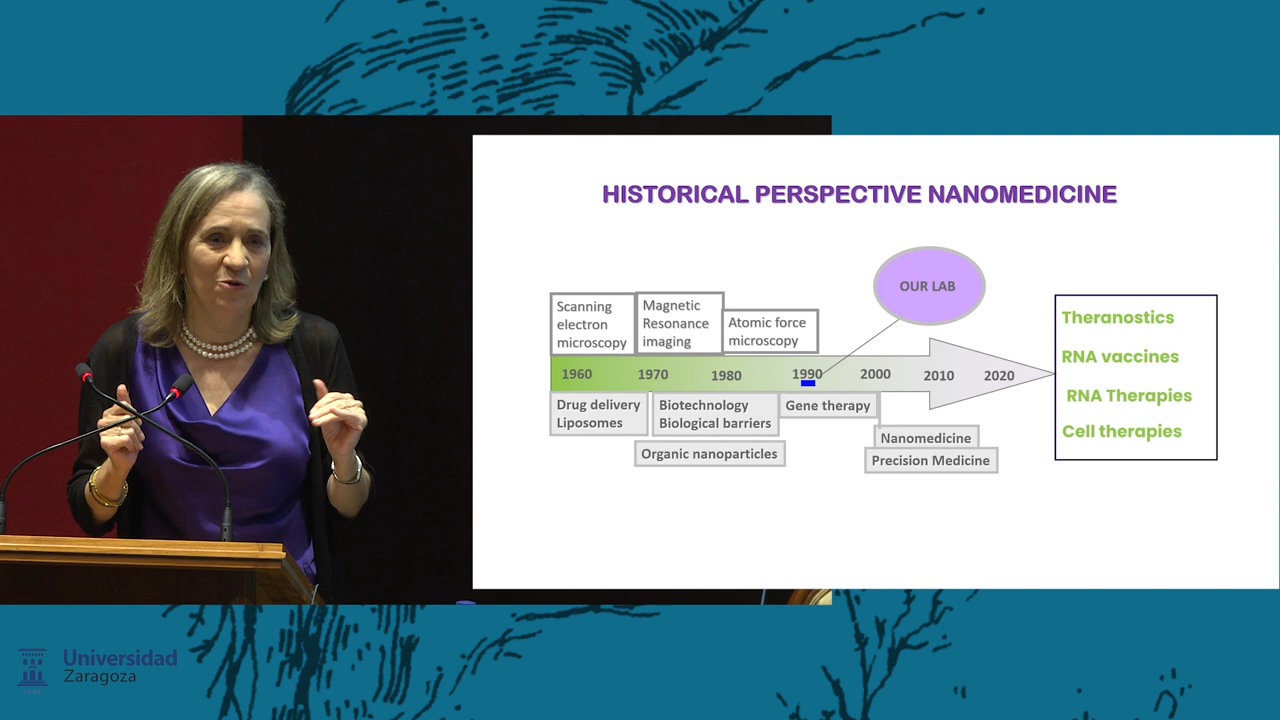 HISTORICAL PERSPECTIVE NANOMEDICINE
OUR LAB
Scanning
electron
microscopy
Magnetic
Resonance
imaging
Atomic force
microscopy
1960 1970 1980 1990 2000 2010 2020
Drug delivery
Liposomes
Biotechnology
Biological barriers
Gene therapy
Organic nanoparticles
Nanomedicine
Precision Medicine
Theranostics
RNA vaccines
RNA Therapies
Cell therapies
Universidad
Zaragoza